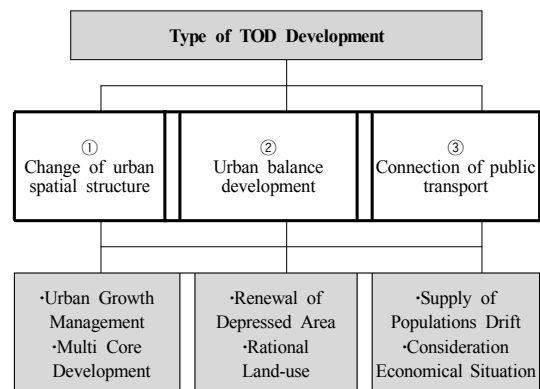 Type of TOD Development
①
Change of urban
spatial structure
②
Urban balance
development
③
Connection of public
transport
·Urban Growth
Management
·Multi Core
Development
·Renewal of
Depressed Area
·Rational
Land-use
·Supply of
Populations Drift
·Consideration
Economical Situation